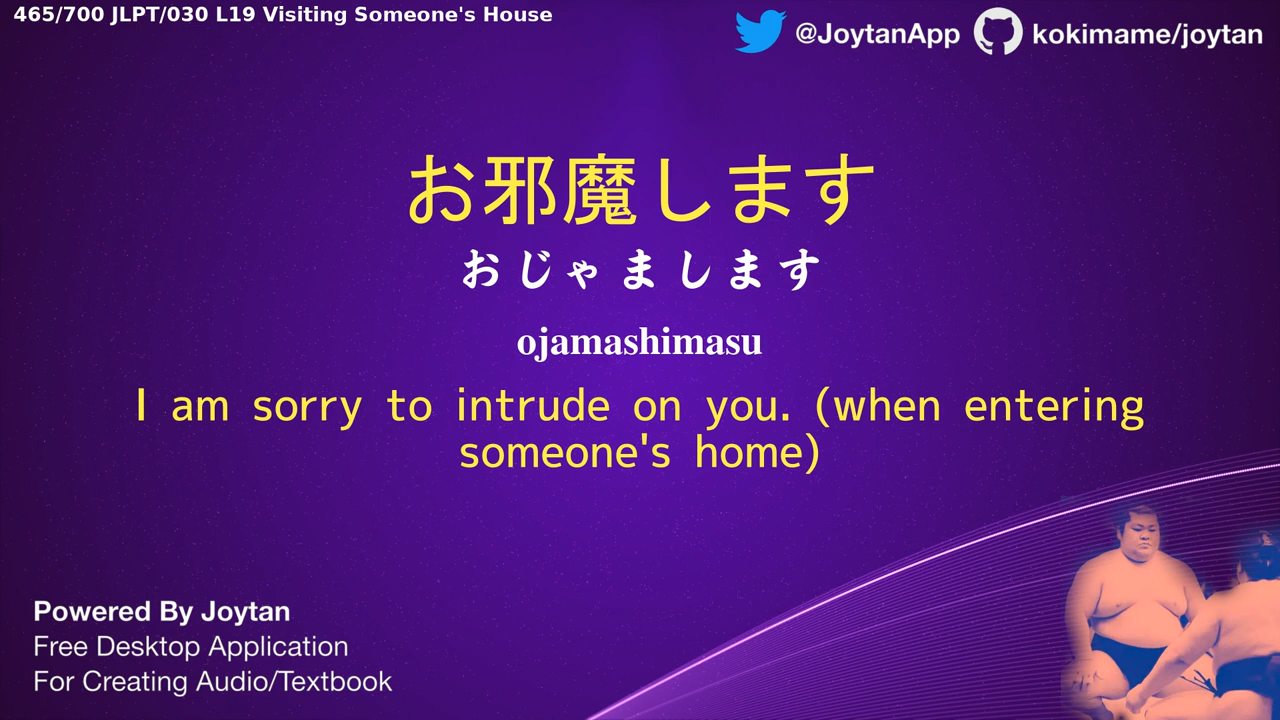 465/700 JLPT/030 L19 Visiting Someone's House
@JoytanApp
kokimame/joytan
お邪魔します
おじゃまします
ojamashimasu
I am sorry to intrude on you. (when entering
someone's home)
Powered By Joytan
Free Desktop Application
For Creating Audio/Textbook